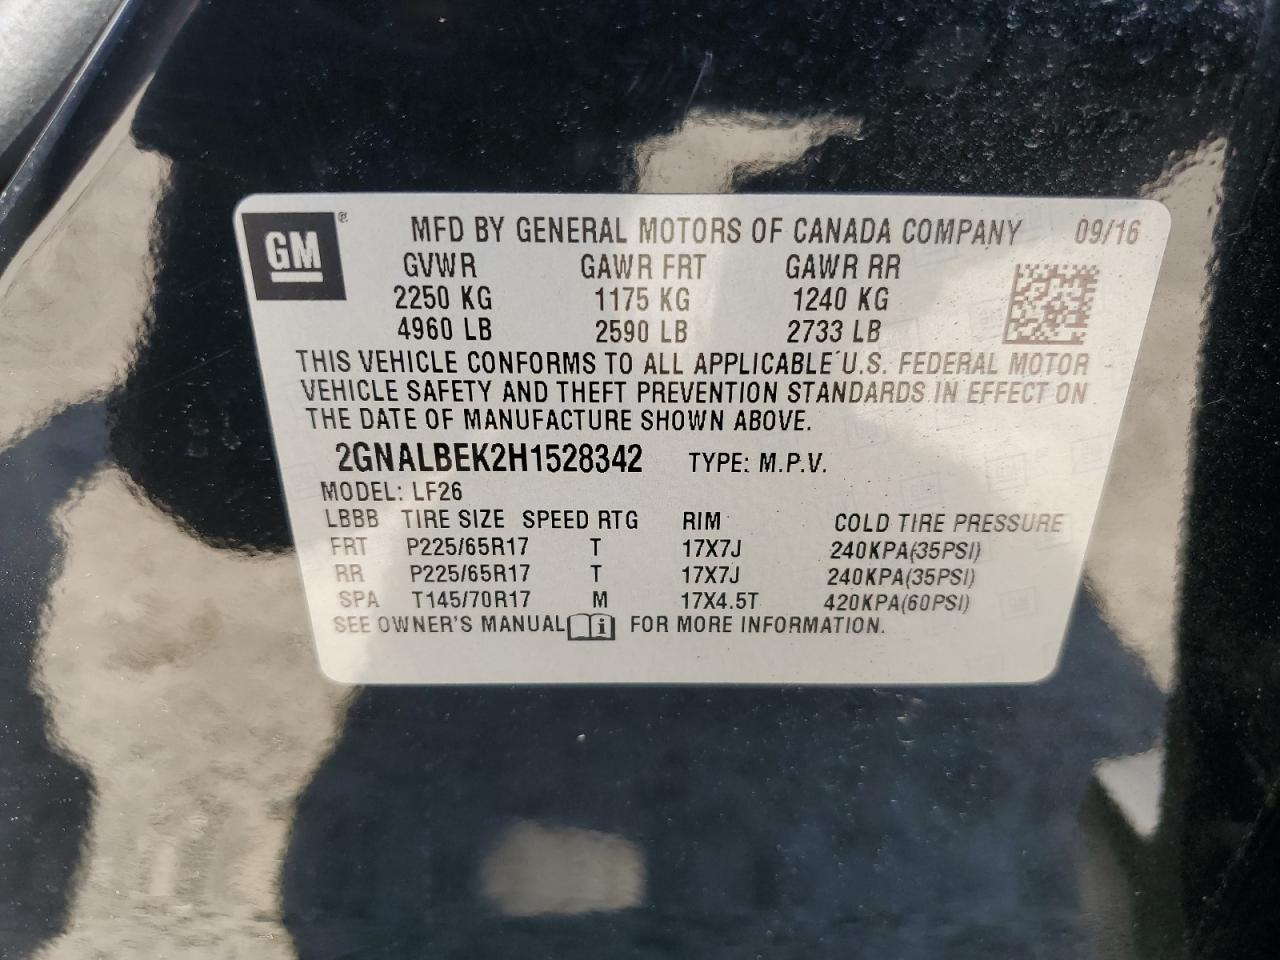 GM ® MFD BY GENERAL MOTORS OF CANADA COMPANY 09/16
GVWR GAWR FRT GAWR RR
2250 KG 1175 KG 1240 KG
4960 LB 2590 LB 2733 LB
THIS VEHICLE CONFORMS TO ALL APPLICABLE U.S. FEDERAL MOTOR
VEHICLE SAFETY AND THEFT PREVENTION STANDARDS IN EFFECT ON
THE DATE OF MANUFACTURE SHOWN ABOVE.
2GNALBEK2H1528342 TYPE: M.P.V.
MODEL: LF26
LBBB TIRE SIZE SPEED RTG RIM COLD TIRE PRESSURE
FRT P225/65R17 T 17X7J 240KPA(35PSI)
RR P225/65R17 T 17X7J 240KPA(35PSI)
SPA T145/70R17 M 17X4.5T 420KPA(60PSI)
SEE OWNER'S MANUAL i FOR MORE INFORMATION.